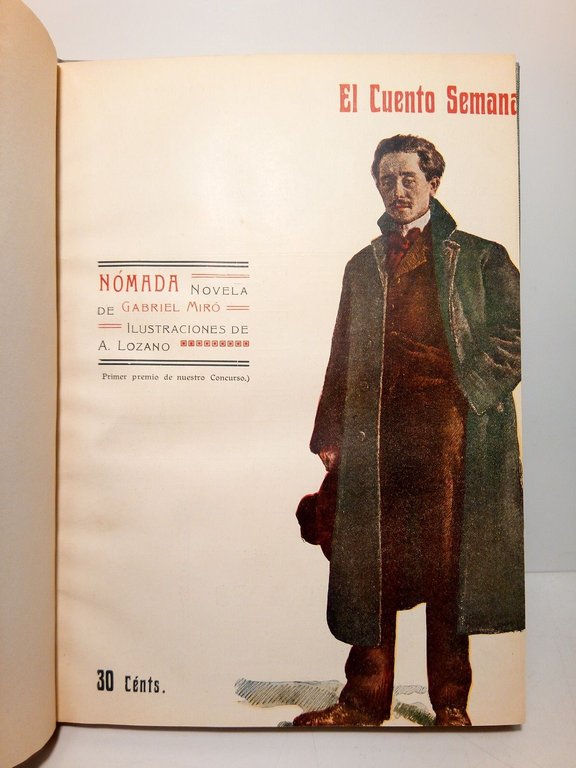 El Cuento Semana
NÓMADA NOVELA
DE GABRIEL MIRÓ
ILUSTRACIONES DE
A. LOZANO
Primer premio de nuestro Concurso.)
30 Cénts.